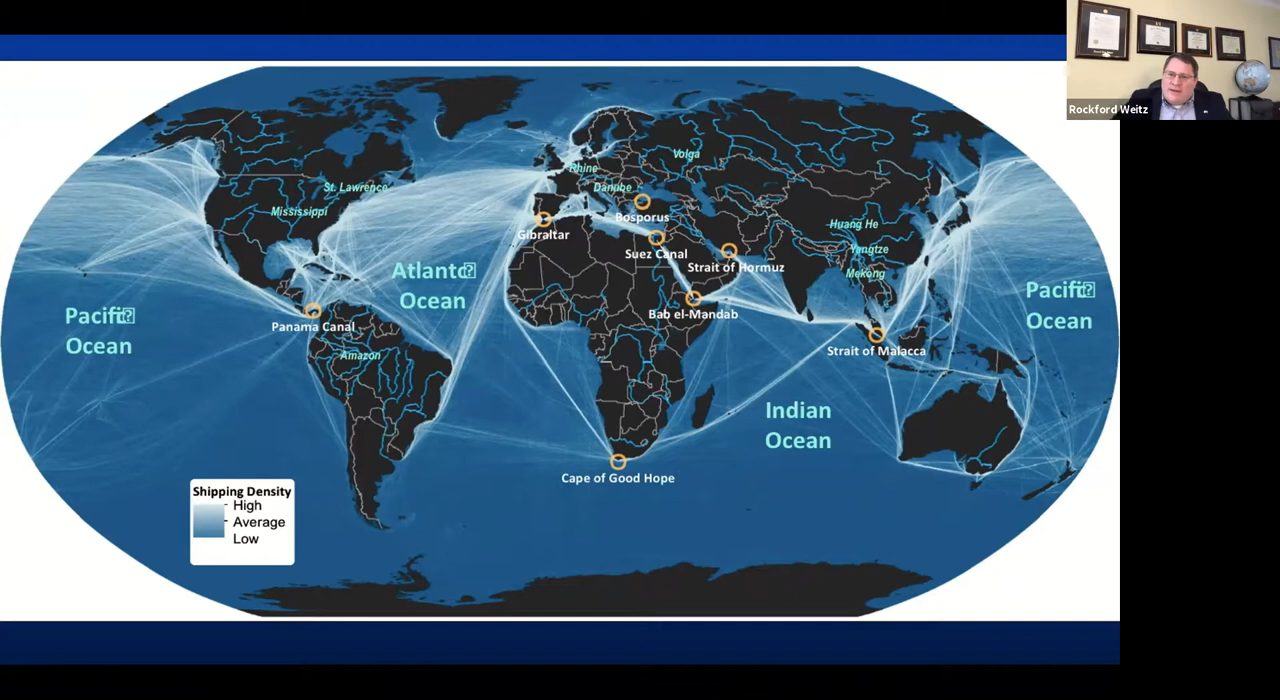 Rockford Weitz
Volga
Rhine
St. Lawrence
Danube
Mississippi
Bosporus
Gibraltar
Huang He
Suez Canal
Yangtze
Strait of Hormuz
Mekong
Atlantc
Ocean
Pacific
Ocean
Bab el-Mandab
Pacific
Ocean
Panama Canal
Strait of Malacca
Amazon
Indian
Ocean
Cape of Good Hope
Shipping Density
High
Average
Low